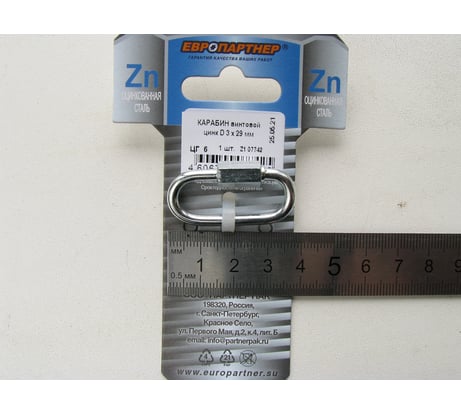 ЕВРОПАРТНЕР®
ГАРАНТИЯ КАЧЕСТВА ВАШИХ РАБОТ
Zn
ОЦИНКОВАННАЯ
СТАЛЬ
Zn
ОЦИНКОВАННАЯ
СТАЛЬ
КАРАБИН винтовой
цинк D 3 x 29 мм
25.05.21
ЦГ 6 1 шт. Z1 07742
мм
0.5 мм
1 2 3 4 5 6 7 8 9
198320, Россия,
г. Санкт-Петербург,
Красное Село,
ул. Первого Мая, д.2, к.4, лит. Б
email: info@partnerpak.ru
www.europartner.su